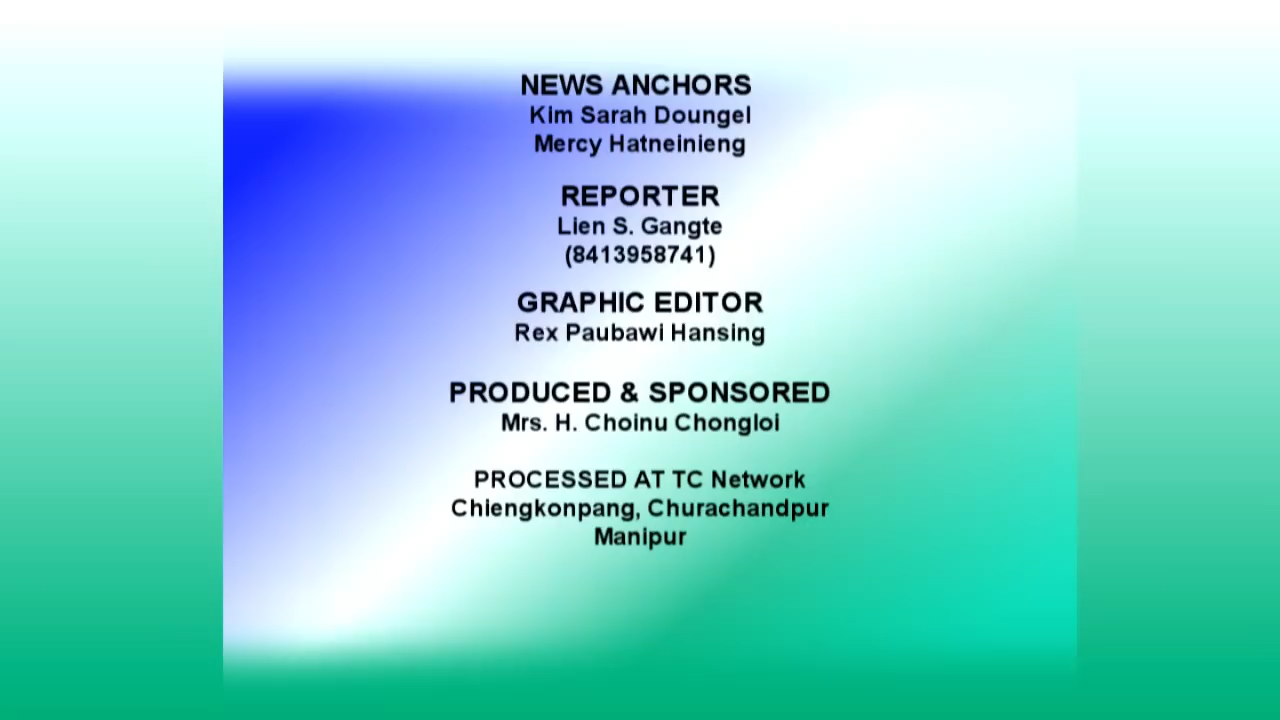 NEWS ANCHORS
Kim Sarah Doungel
Mercy Hatneinieng
REPORTER
Lien S. Gangte
(8413958741)
GRAPHIC EDITOR
Rex Paubawi Hansing
PRODUCED & SPONSORED
Mrs. H. Choinu Chongloi
PROCESSED AT TC Network
Chiengkonpang, Churachandpur
Manipur